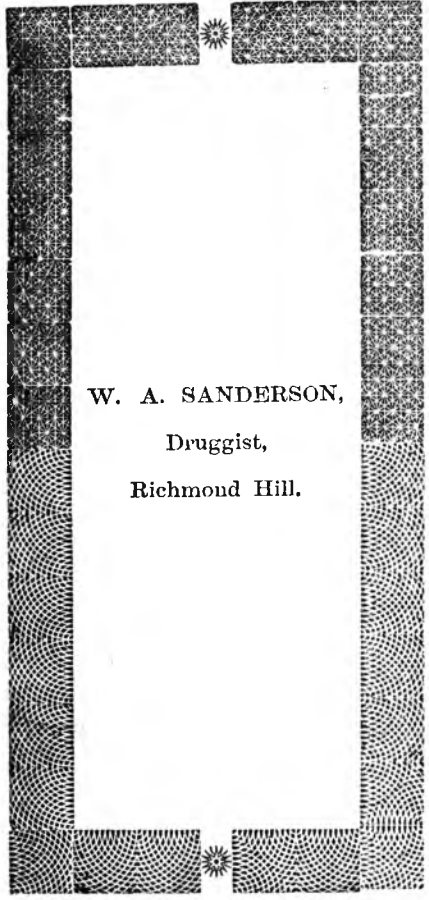 W. A. SANDERSON,
Druggist,
Richmond Hill.